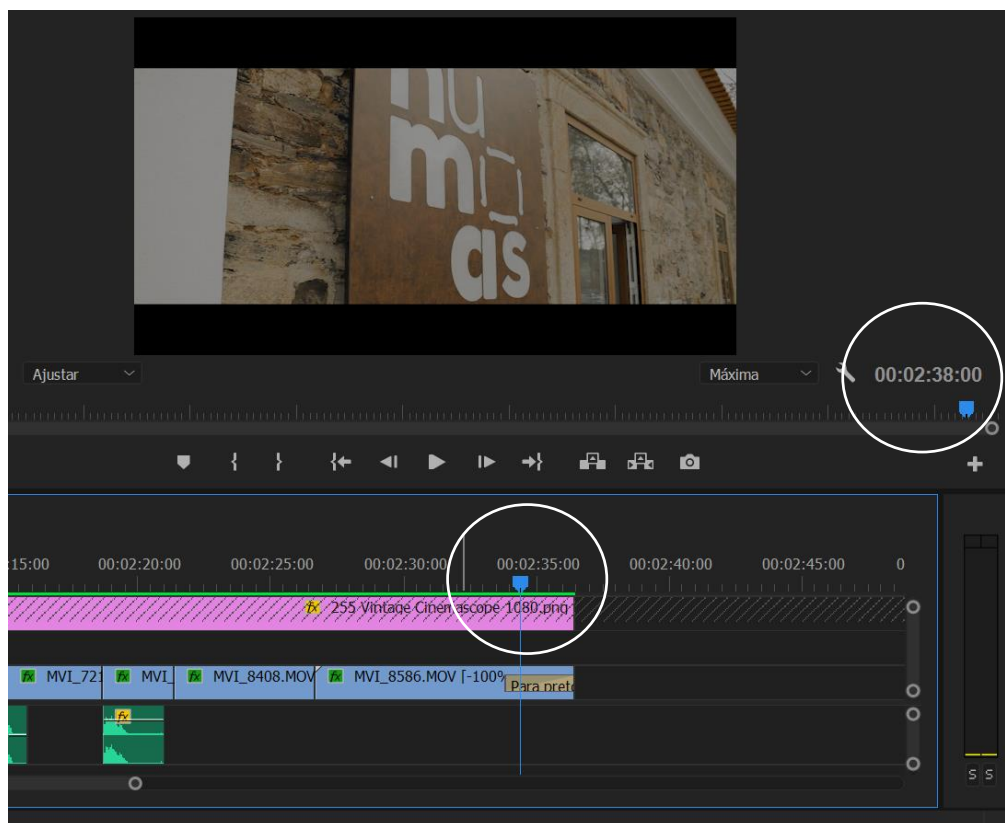 nu
mo
as
Ajustar
Máxima
00:02:38:00
:15:00 00:02:20:00 00:02:25:00 00:02:30:00 00:02:35:00 00:02:40:00 00:02:45:00 0
fx 255 Vintage Cinemascope 1080.png
fx MVI_721 fx MVI_ fx MVI_8408.MOV fx MVI_8586.MOV [-100%
Para preto
fx
S S